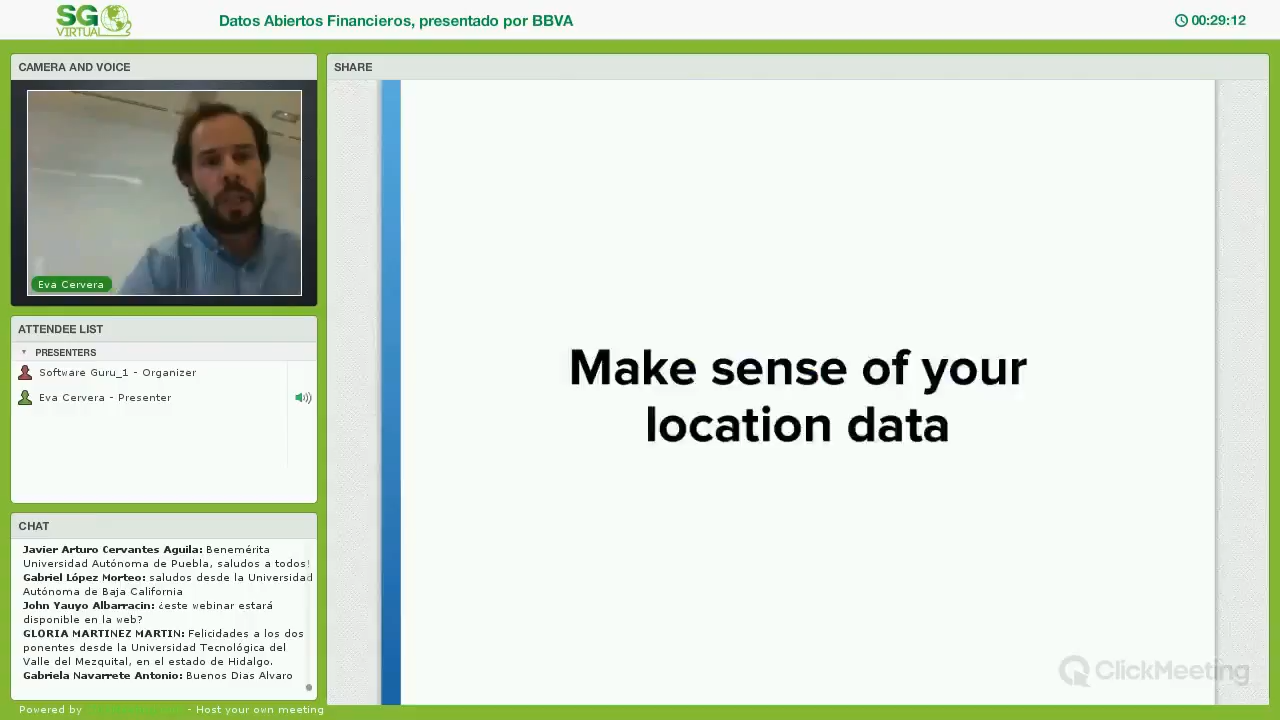 SG
VIRTUAL
Datos Abiertos Financieros, presentado por BBVA
00:29:12
CAMERA AND VOICE
Eva Cervera
ATTENDEE LIST
PRESENTERS
Software Guru_1 - Organizer
Eva Cervera - Presenter
CHAT
Javier Arturo Cervantes Aguila: Benemérita
Universidad Autónoma de Puebla, saludos a todos!
Gabriel López Morteo: saludos desde la Universidad
Autónoma de Baja California
John Yauyo Albarracin: ¿este webinar estará
disponible en la web?
GLORIA MARTINEZ MARTIN: Felicidades a los dos
ponentes desde la Universidad Tecnológica del
Valle del Mezquital, en el estado de Hidalgo.
Gabriela Navarrete Antonio: Buenos Dias Alvaro
Powered by - Host your own meeting
SHARE
Make sense of your
location data
ClickMeeting